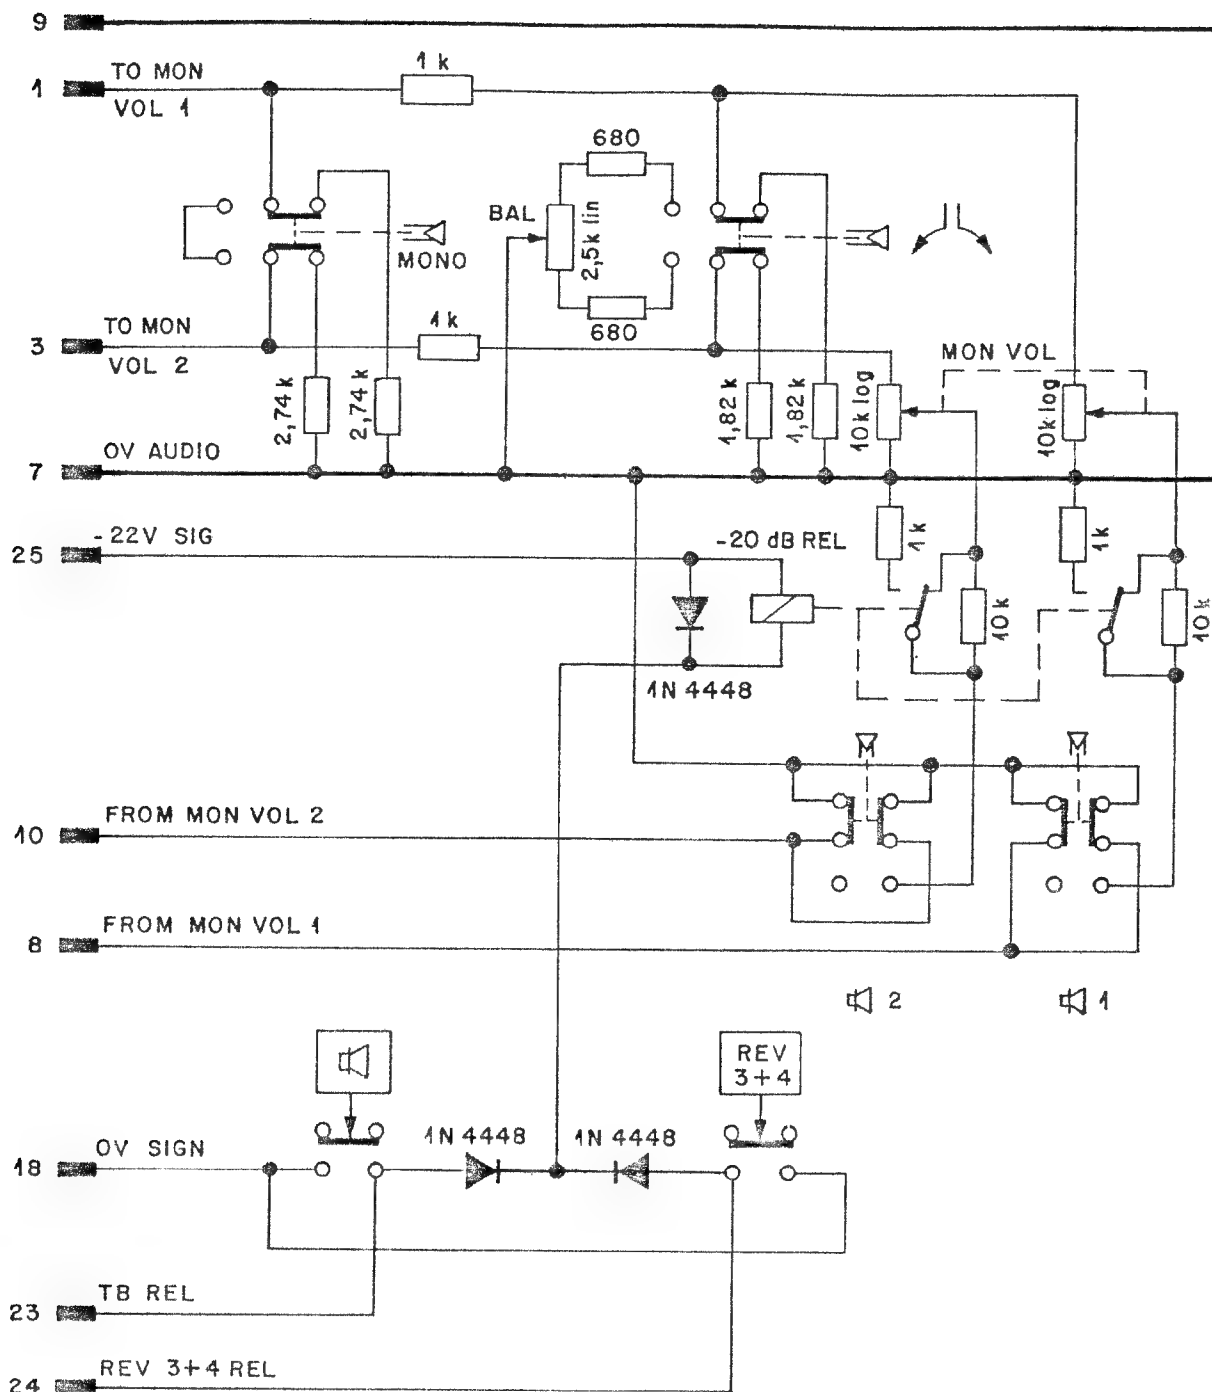 9
1
TO MON
VOL 1
1 k
680
BAL
2,5k lin
MONO
680
3
TO MON
VOL 2
1k
MON VOL
2,74 k
2,74 k
1,82 k
1,82 k
10k log
10k log
7
0V AUDIO
25
-22V SIG
-20 dB REL
1k
1k
10k
10k
1N 4448
10
FROM MON VOL 2
8
FROM MON VOL 1
2
1
REV
3+4
18
0V SIGN
1N 4448
1N 4448
23
TB REL
24
REV 3+4 REL